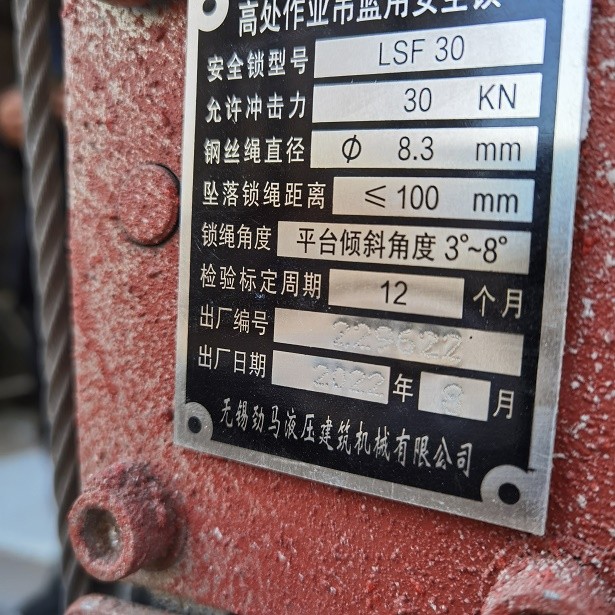 高处作业吊篮用安全锁
安全锁型号 LSF 30
允许冲击力 30 KN
钢丝绳直径 Φ 8.3 mm
坠落锁绳距离 ≤ 100 mm
锁绳角度 平台倾斜角度 3°~8°
检验标定周期 12 个月
出厂编号 229622
出厂日期 2022 年 8 月
无锡劲马液压建筑机械有限公司